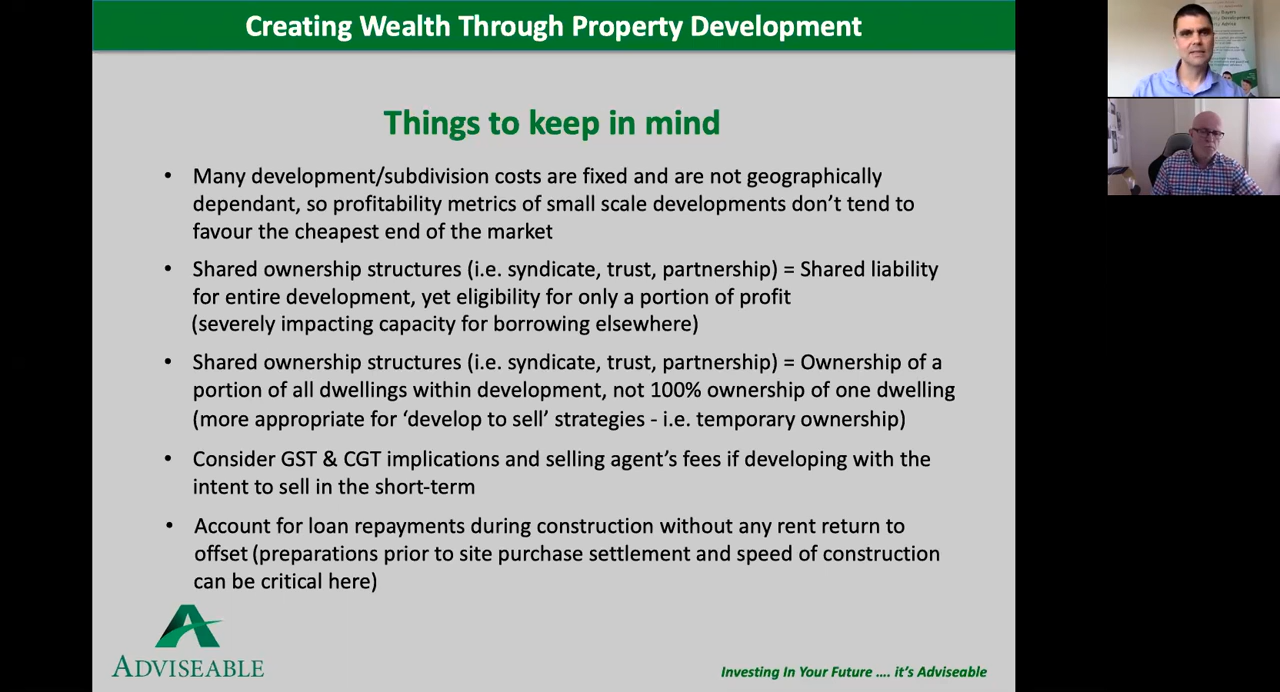 Creating Wealth Through Property Development
Things to keep in mind
• Many development/subdivision costs are fixed and are not geographically
dependant, so profitability metrics of small scale developments don’t tend to
favour the cheapest end of the market
• Shared ownership structures (i.e. syndicate, trust, partnership) = Shared liability
for entire development, yet eligibility for only a portion of profit
(severely impacting capacity for borrowing elsewhere)
• Shared ownership structures (i.e. syndicate, trust, partnership) = Ownership of a
portion of all dwellings within development, not 100% ownership of one dwelling
(more appropriate for ‘develop to sell’ strategies - i.e. temporary ownership)
• Consider GST & CGT implications and selling agent’s fees if developing with the
intent to sell in the short-term
• Account for loan repayments during construction without any rent return to
offset (preparations prior to site purchase settlement and speed of construction
can be critical here)
ADVISEABLE
Investing In Your Future .... it’s Adviseable